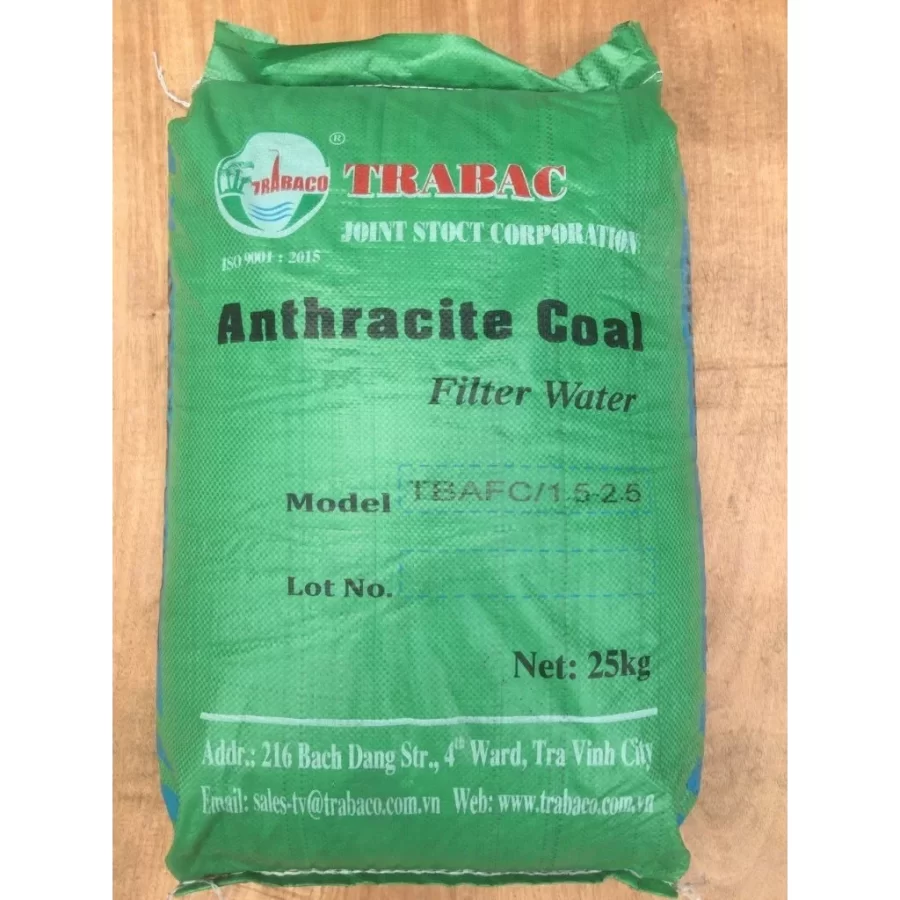 TRABACO
®
TRABAC
JOINT STOCT CORPORATION
ISO 9001 : 2015
Anthracite Coal
Filter Water
Model TBAFC/1.5-2.5
Lot No.
Net: 25kg
Addr.: 216 Bach Dang Str., 4th Ward, Tra Vinh City
Email: sales-tv@trabaco.com.vn Web: www.trabaco.com.vn